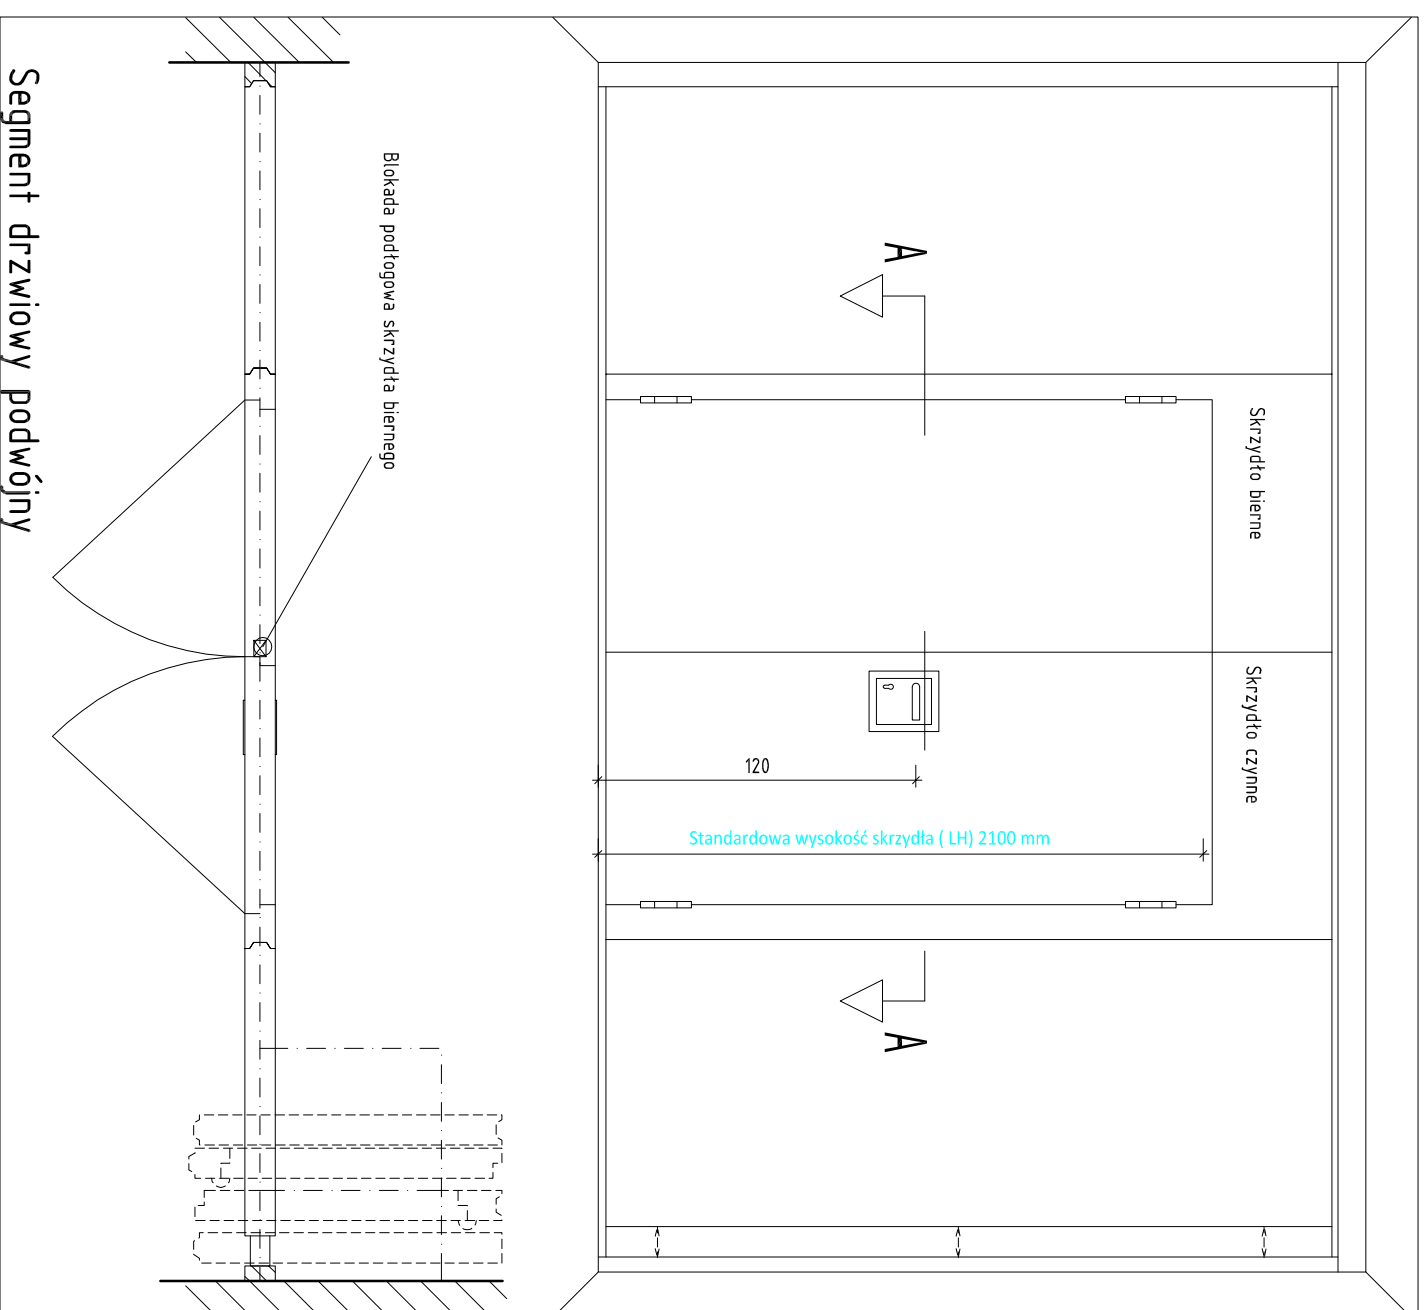 Segment drzwiowy podwójny
Blokada podłogowa skrzydła biernego
A
Skrzydło bierne
Skrzydło czynne
120
Standardowa wysokość skrzydła ( LH) 2100 mm
A